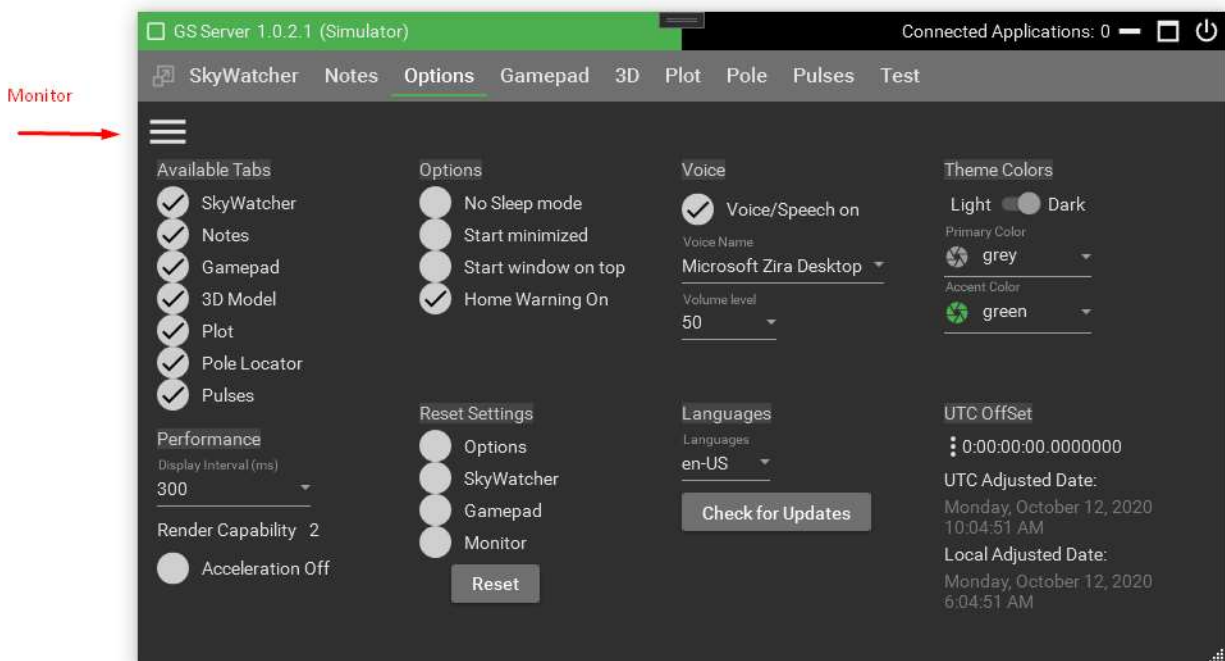 GS Server 1.0.2.1 (Simulator)
Connected Applications: 0
SkyWatcher Notes Options Gamepad 3D Plot Pole Pulses Test
Monitor
Available Tabs
SkyWatcher
Notes
Gamepad
3D Model
Plot
Pole Locator
Pulses
Performance
Display Interval (ms)
300
Render Capability 2
Acceleration Off
Options
No Sleep mode
Start minimized
Start window on top
Home Warning On
Reset Settings
Options
SkyWatcher
Gamepad
Monitor
Reset
Voice
Voice/Speech on
Voice Name
Microsoft Zira Desktop
Volume level
50
Languages
Languages
en-US
Check for Updates
Theme Colors
Light Dark
Primary Color
grey
Accent Color
green
UTC OffSet
0:00:00:00.0000000
UTC Adjusted Date:
Monday, October 12, 2020
10:04:51 AM
Local Adjusted Date:
Monday, October 12, 2020
6:04:51 AM